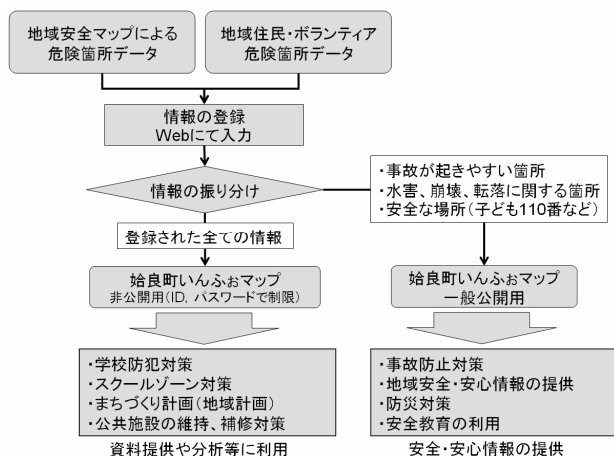 地域安全マップによる
危険箇所データ
地域住民・ボランティア
危険箇所データ
情報の登録
Webにて入力
情報の振り分け
・事故が起きやすい箇所
・水害、崩壊、転落に関する箇所
・安全な場所(子ども110番など)
登録された全ての情報
姶良町いんふぉマップ
非公開用(ID, パスワードで制限)
姶良町いんふぉマップ
一般公開用
・学校防犯対策
・スクールゾーン対策
・まちづくり計画(地域計画)
・公共施設の維持、補修対策
資料提供や分析等に利用
・事故防止対策
・地域安全・安心情報の提供
・防災対策
・安全教育の利用
安全・安心情報の提供